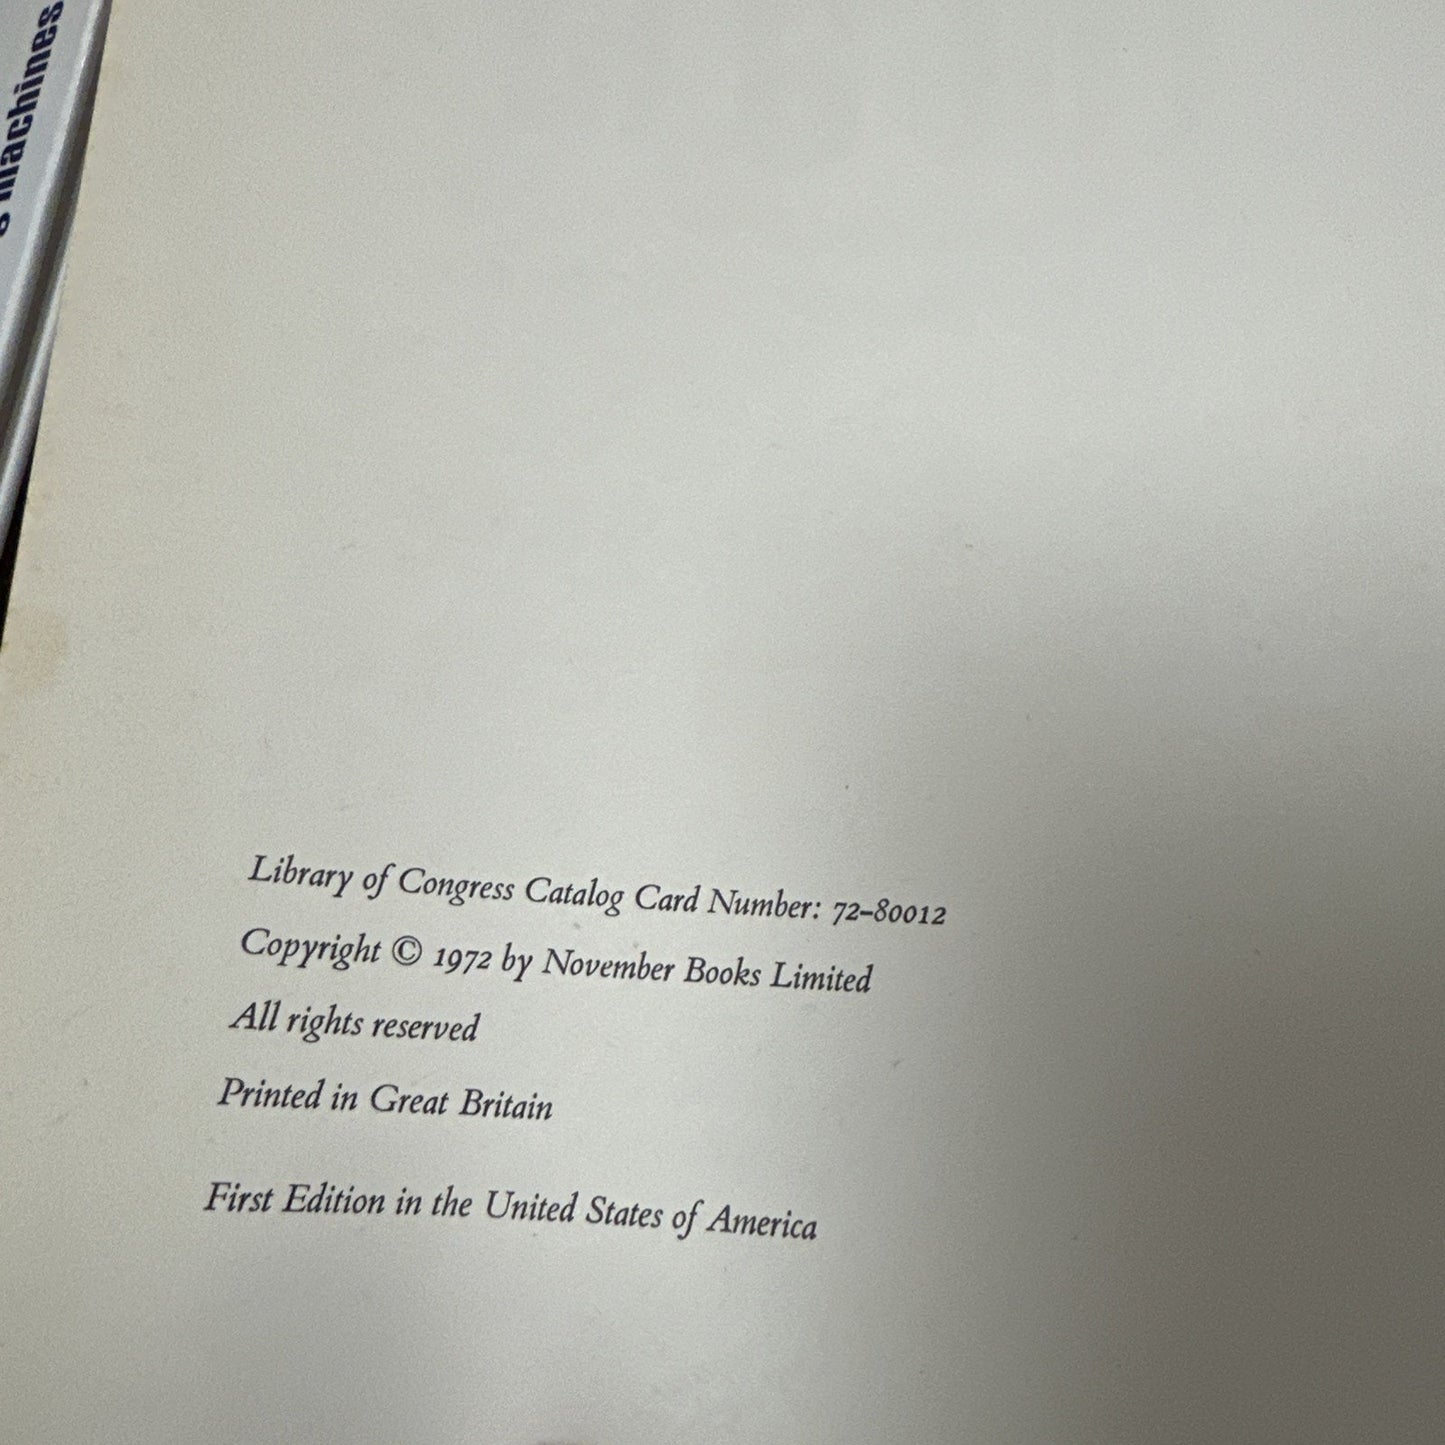 machines
Library of Congress Catalog Card Number: 72–80012
Copyright © 1972 by November Books Limited
All rights reserved
Printed in Great Britain
First Edition in the United States of America